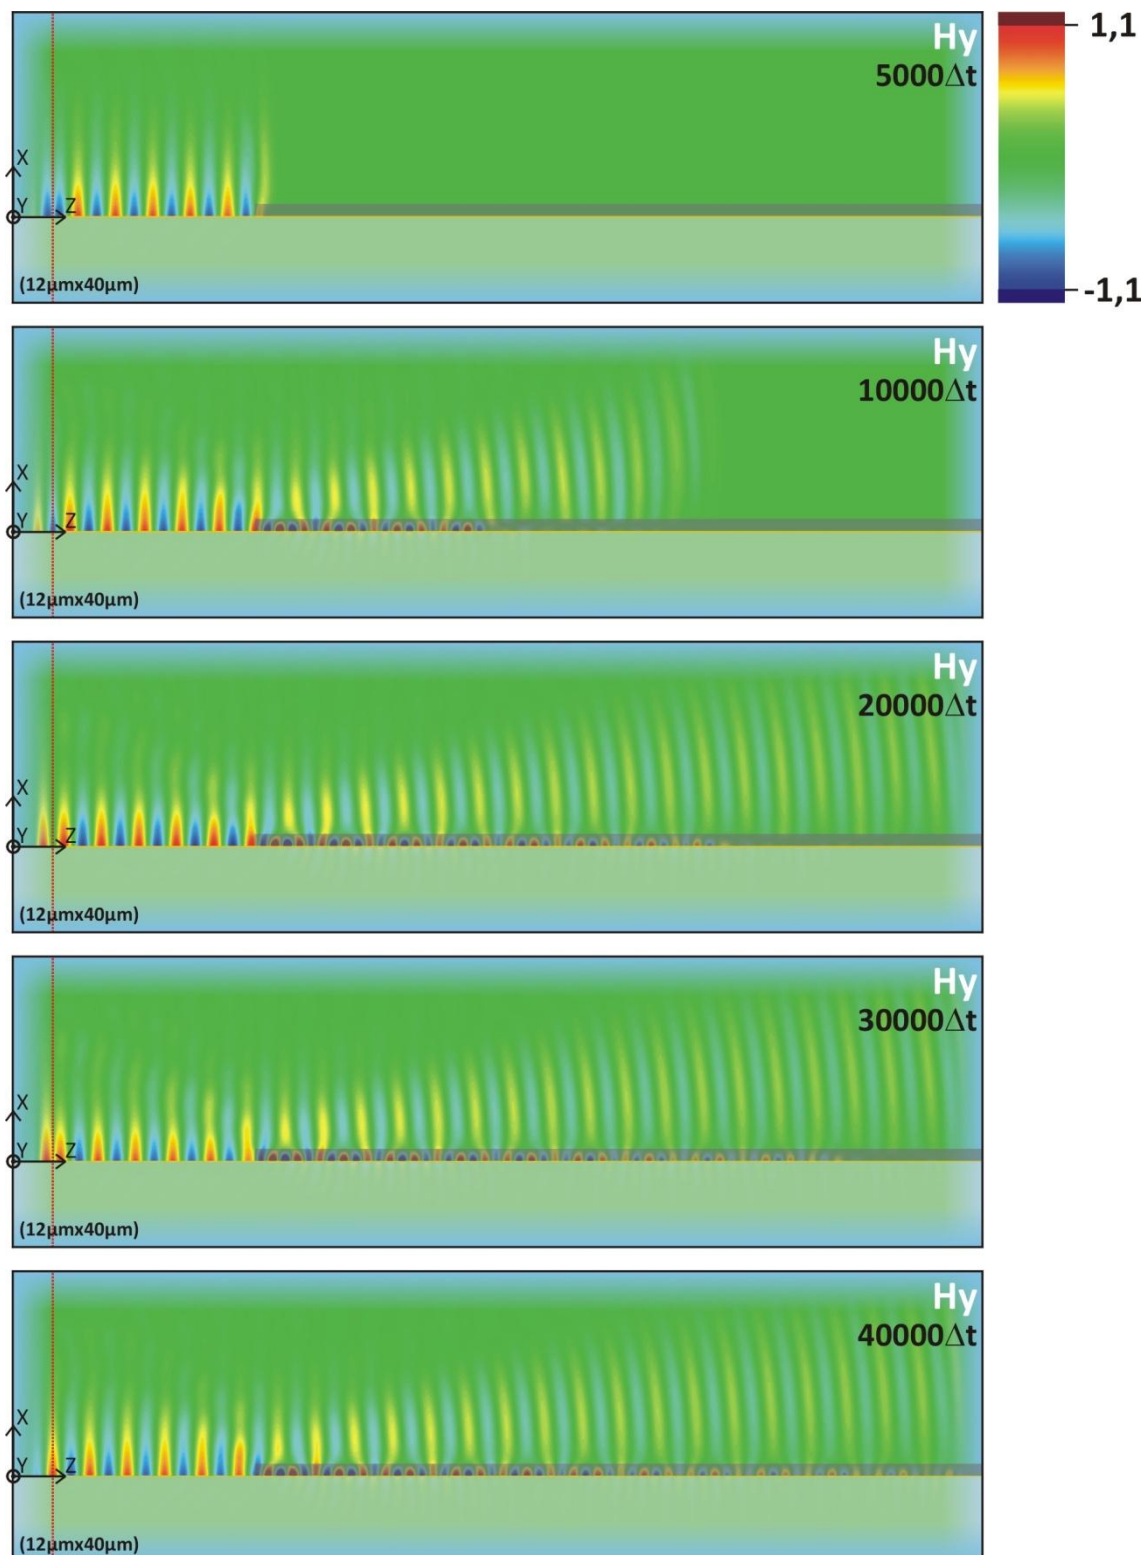 Hy
1,1
5000Δt
X
Y
Z
-1,1
(12µmx40µm)
Hy
10000Δt
X
Y
Z
(12µmx40µm)
Hy
20000Δt
X
Y
Z
(12µmx40µm)
Hy
30000Δt
X
Y
Z
(12µmx40µm)
Hy
40000Δt
X
Y
Z
(12µmx40µm)